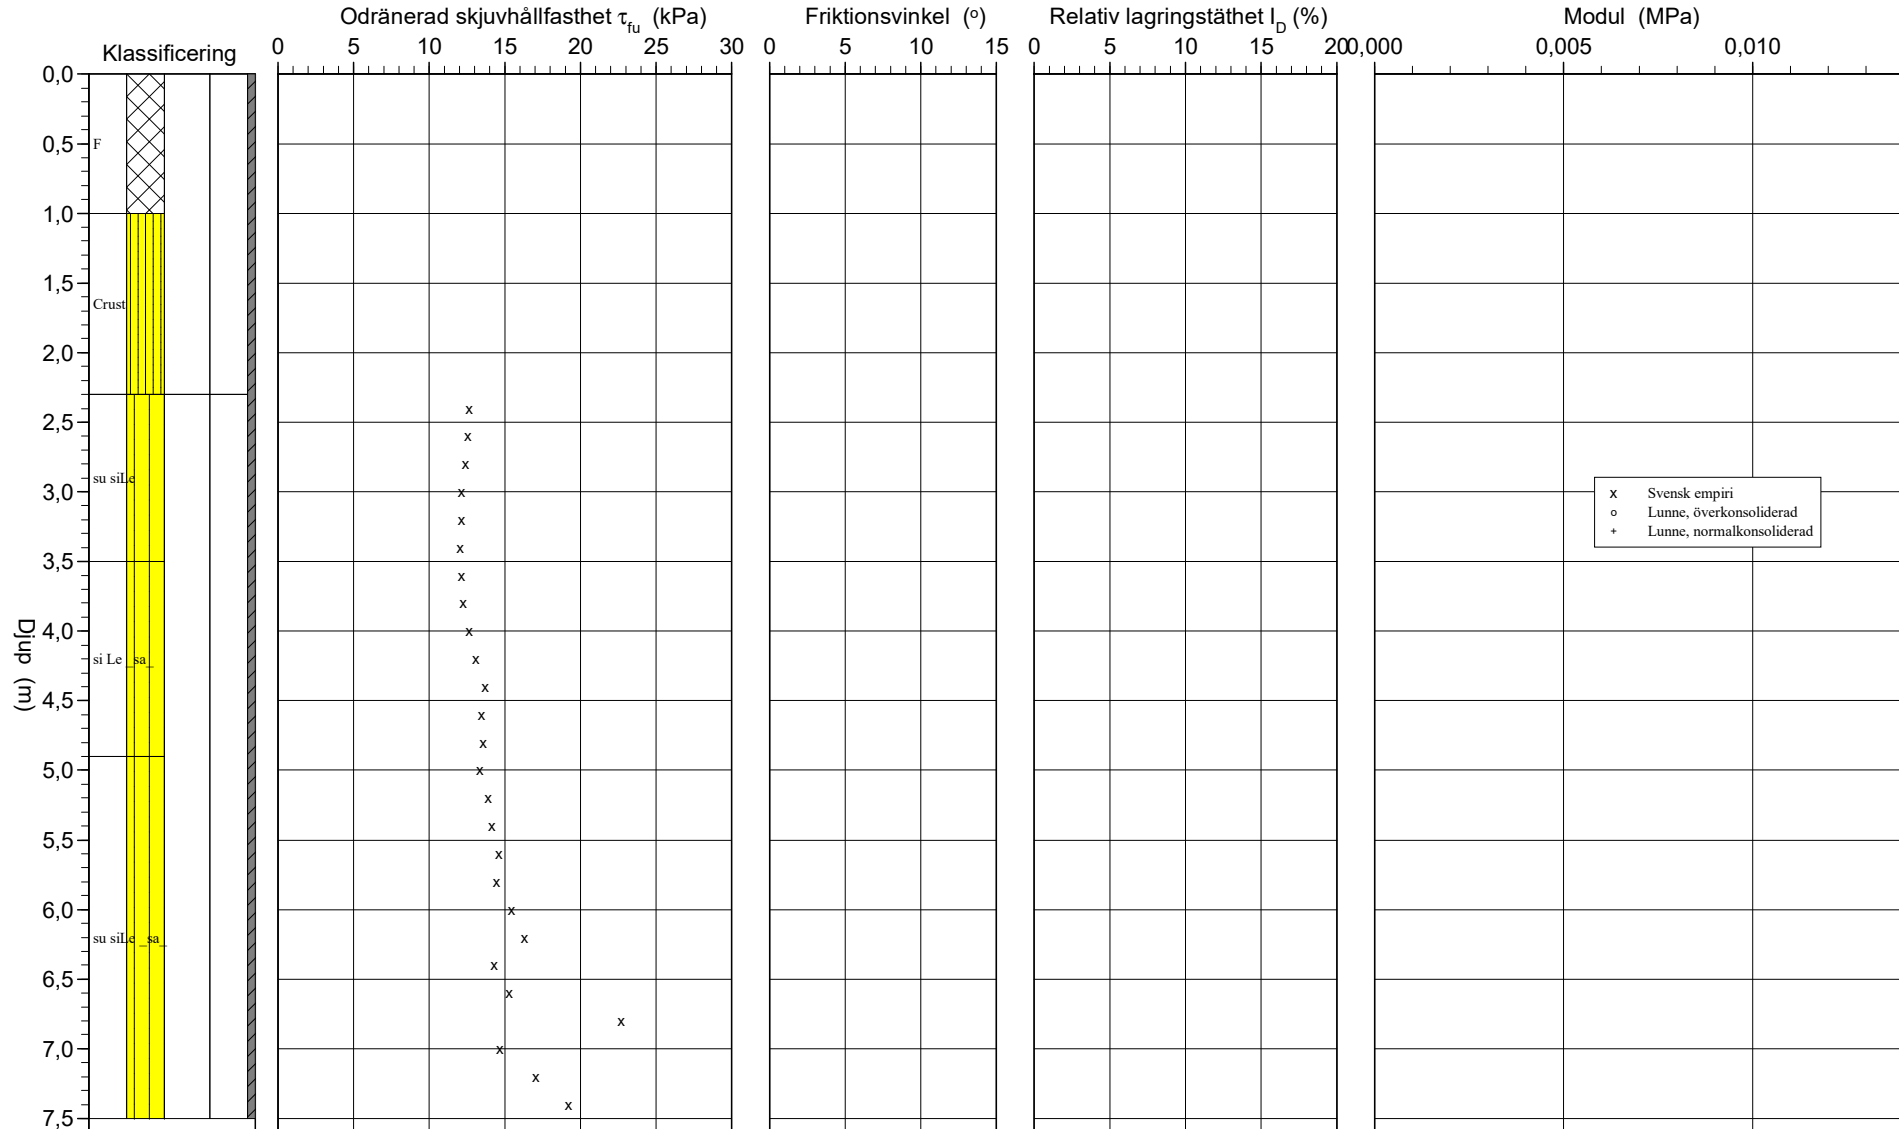 Odränerad skjuvhållfasthet τfu (kPa)
Friktionsvinkel (o)
Relativ lagringstäthet ID (%)
Modul (MPa)
Klassificering
0 5 10 15 20 25 30
0 5 10 15
0 5 10 15 20
0,000 0,005 0,010
0,0
0,5
F
1,0
1,5
Crust
2,0
2,5
su siLe
3,0
x Svensk empiri
o Lunne, överkonsoliderad
+ Lunne, normalkonsoliderad
3,5
4,0
si Le _sa_
4,5
5,0
5,5
6,0
su siLe _sa_
6,5
7,0
7,5
Djup (m)